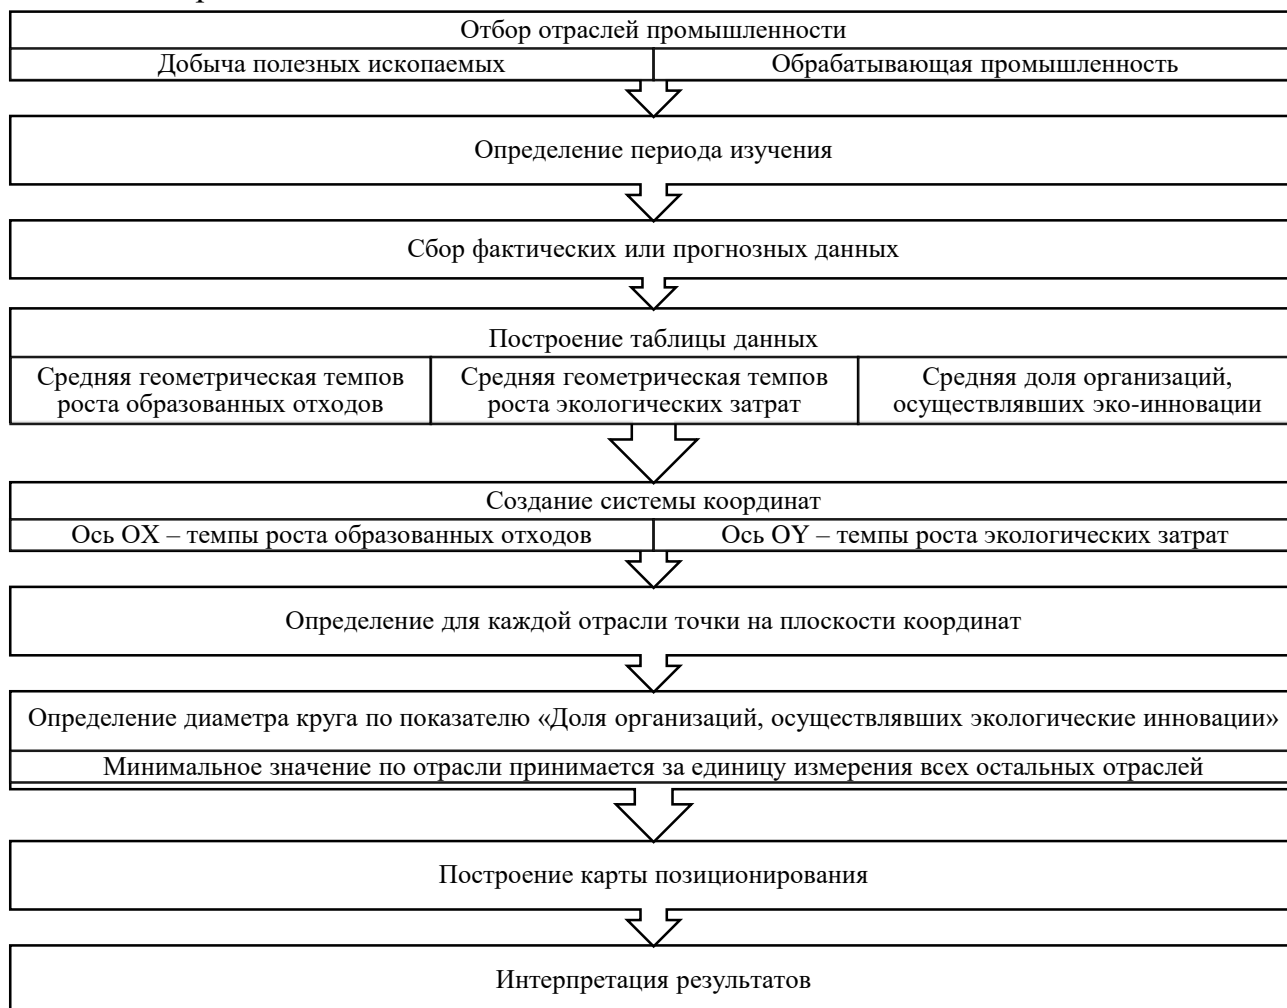 Отбор отраслей промышленности
Добыча полезных ископаемых
Обрабатывающая промышленность
Определение периода изучения
Сбор фактических или прогнозных данных
Построение таблицы данных
Средняя геометрическая темпов
роста образованных отходов
Средняя геометрическая темпов
роста экологических затрат
Средняя доля организаций,
осуществлявших эко-инновации
Создание системы координат
Ось OX – темпы роста образованных отходов
Ось OY – темпы роста экологических затрат
Определение для каждой отрасли точки на плоскости координат
Определение диаметра круга по показателю «Доля организаций, осуществлявших экологические инновации»
Минимальное значение по отрасли принимается за единицу измерения всех остальных отраслей
Построение карты позиционирования
Интерпретация результатов